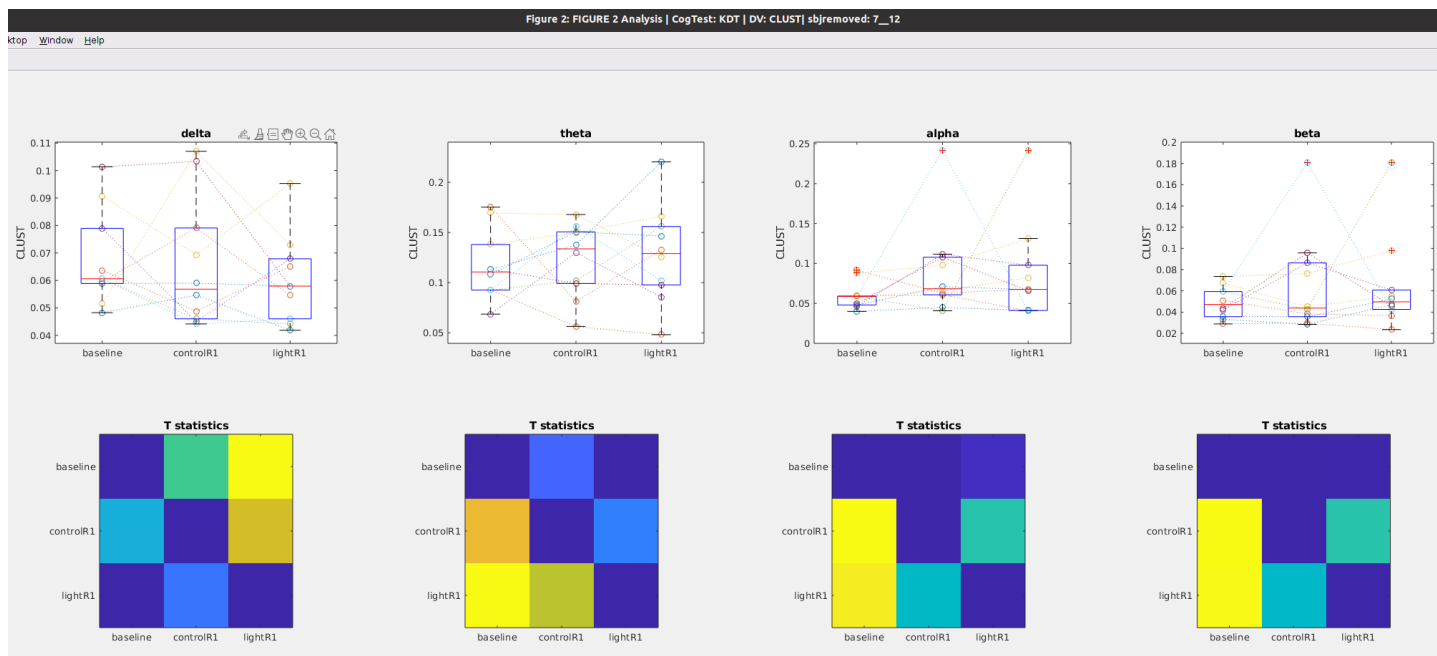 Figure 2: FIGURE 2 Analysis | CogTest: KDT | DV: CLUST| sbjremoved: 7__12
ktop Window Help
delta
0.11
0.1
0.09
0.08
0.07
0.06
0.05
0.04
CLUST
baseline controlR1 lightR1
theta
0.2
0.15
0.1
0.05
CLUST
baseline controlR1 lightR1
alpha
0.25
0.2
0.15
0.1
0.05
0
CLUST
baseline controlR1 lightR1
beta
0.2
0.18
0.16
0.14
0.12
0.1
0.08
0.06
0.04
0.02
CLUST
baseline controlR1 lightR1
T statistics
baseline
controlR1
lightR1
baseline controlR1 lightR1
T statistics
baseline
controlR1
lightR1
baseline controlR1 lightR1
T statistics
baseline
controlR1
lightR1
baseline controlR1 lightR1
T statistics
baseline
controlR1
lightR1
baseline controlR1 lightR1